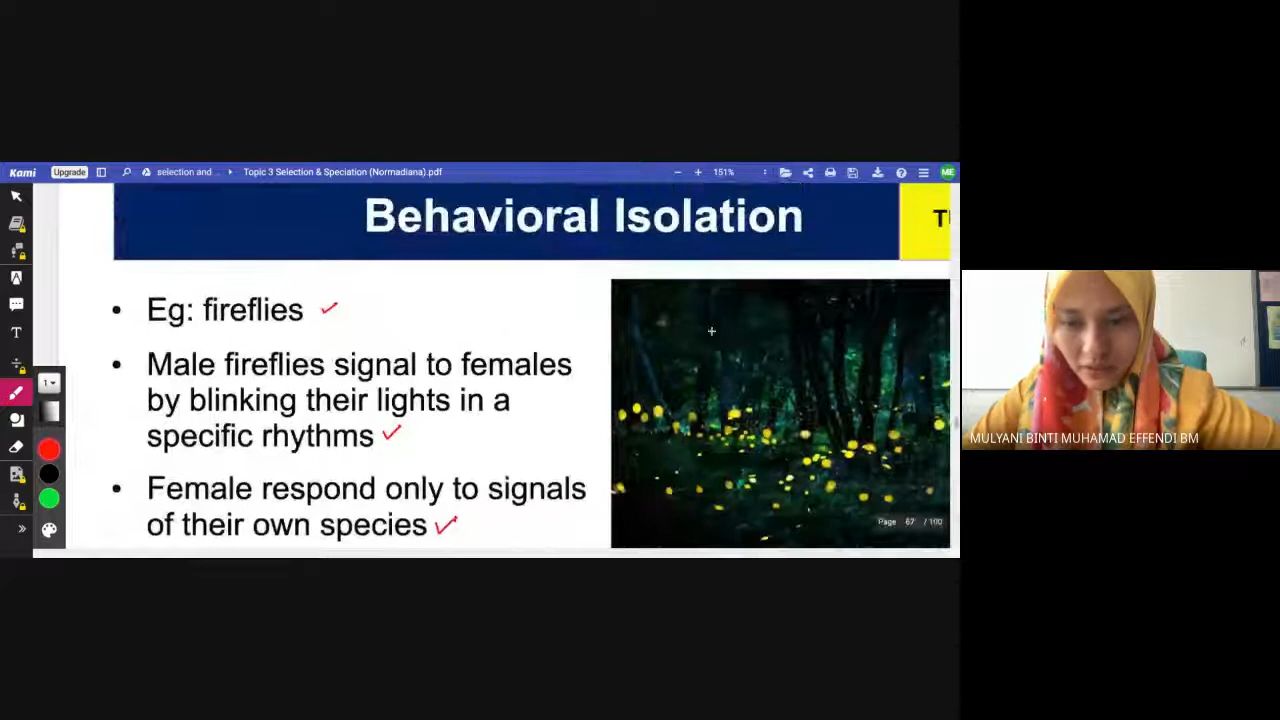 Kami Upgrade selection and ... Topic 3 Selection & Speciation (Normadiana).pdf 151% ME
Behavioral Isolation
• Eg: fireflies
• Male fireflies signal to females
by blinking their lights in a
specific rhythms
• Female respond only to signals
of their own species
Page 67 / 100
1
T
MULYANI BINTI MUHAMAD EFFENDI BM